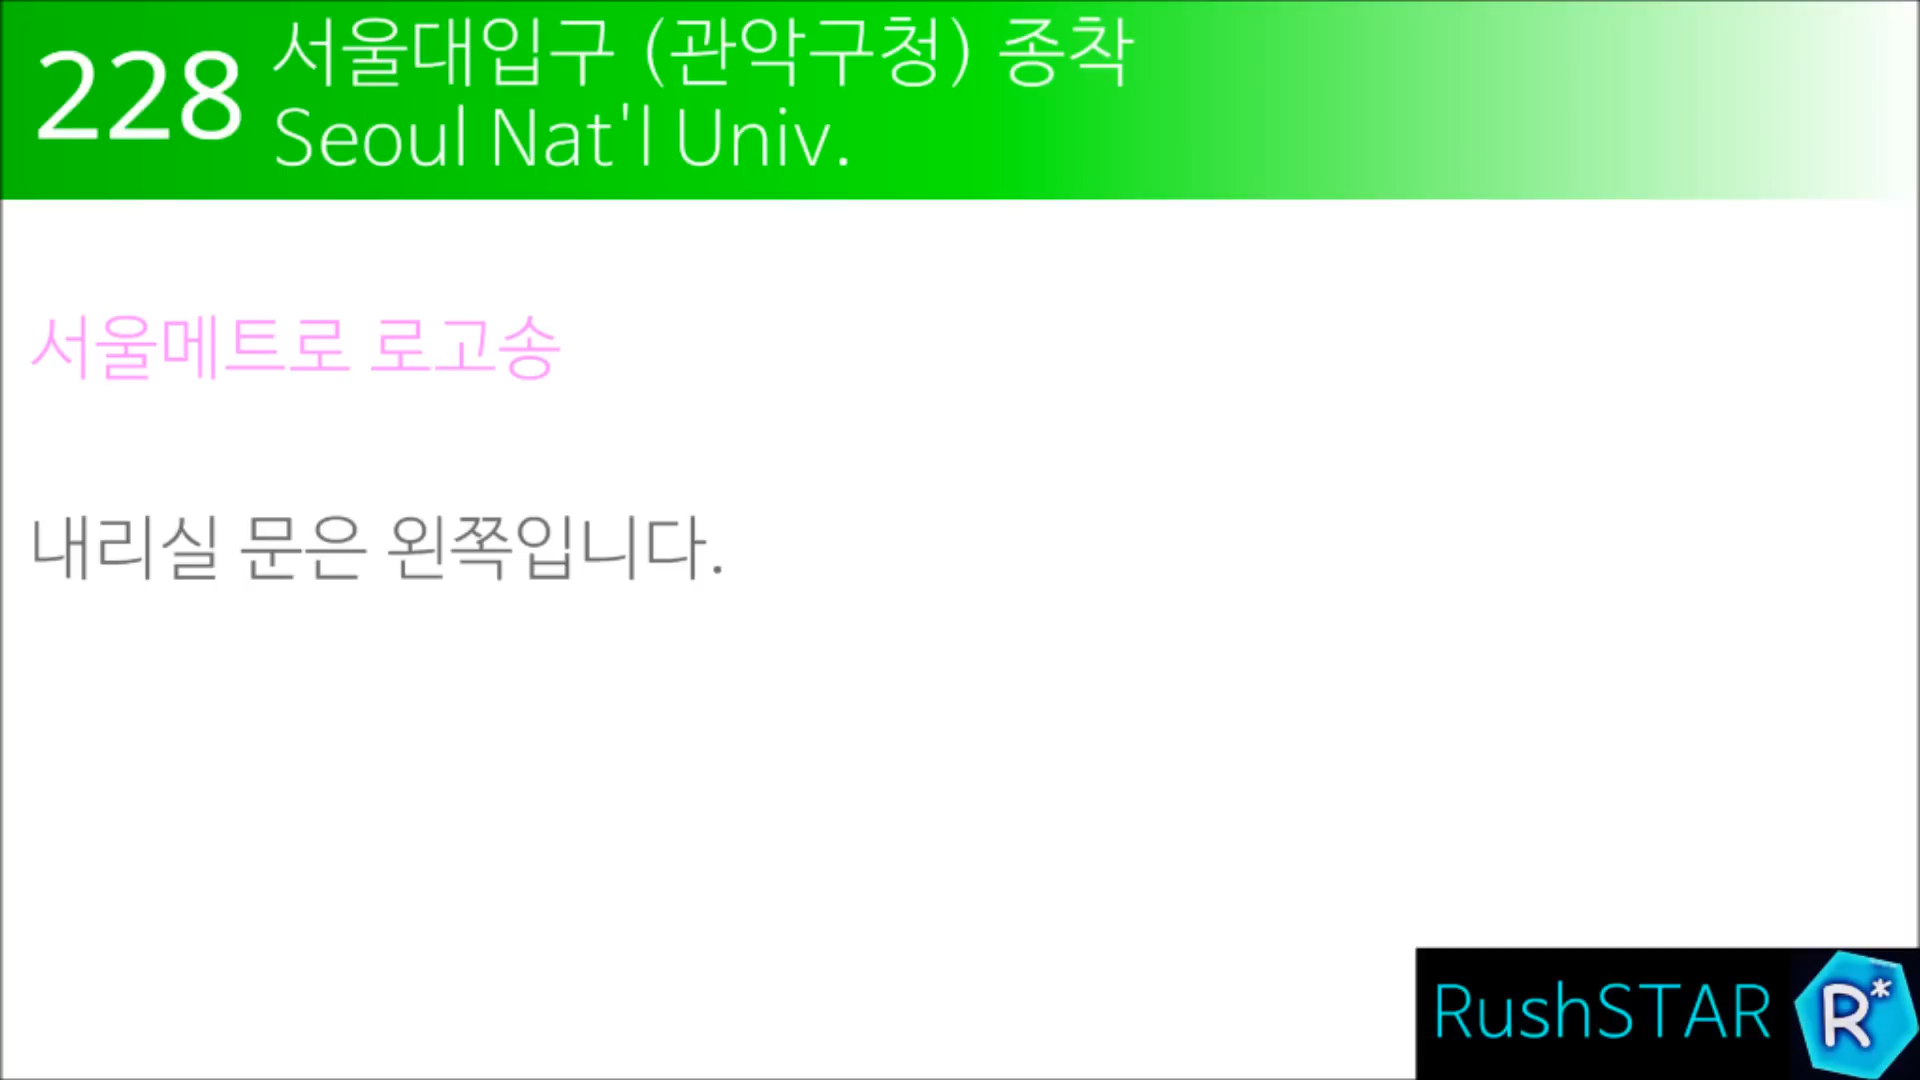 228
서울대입구 (관악구청) 종착
Seoul Nat'l Univ.
서울메트로 로고송
내리실 문은 왼쪽입니다.
RushSTAR R*